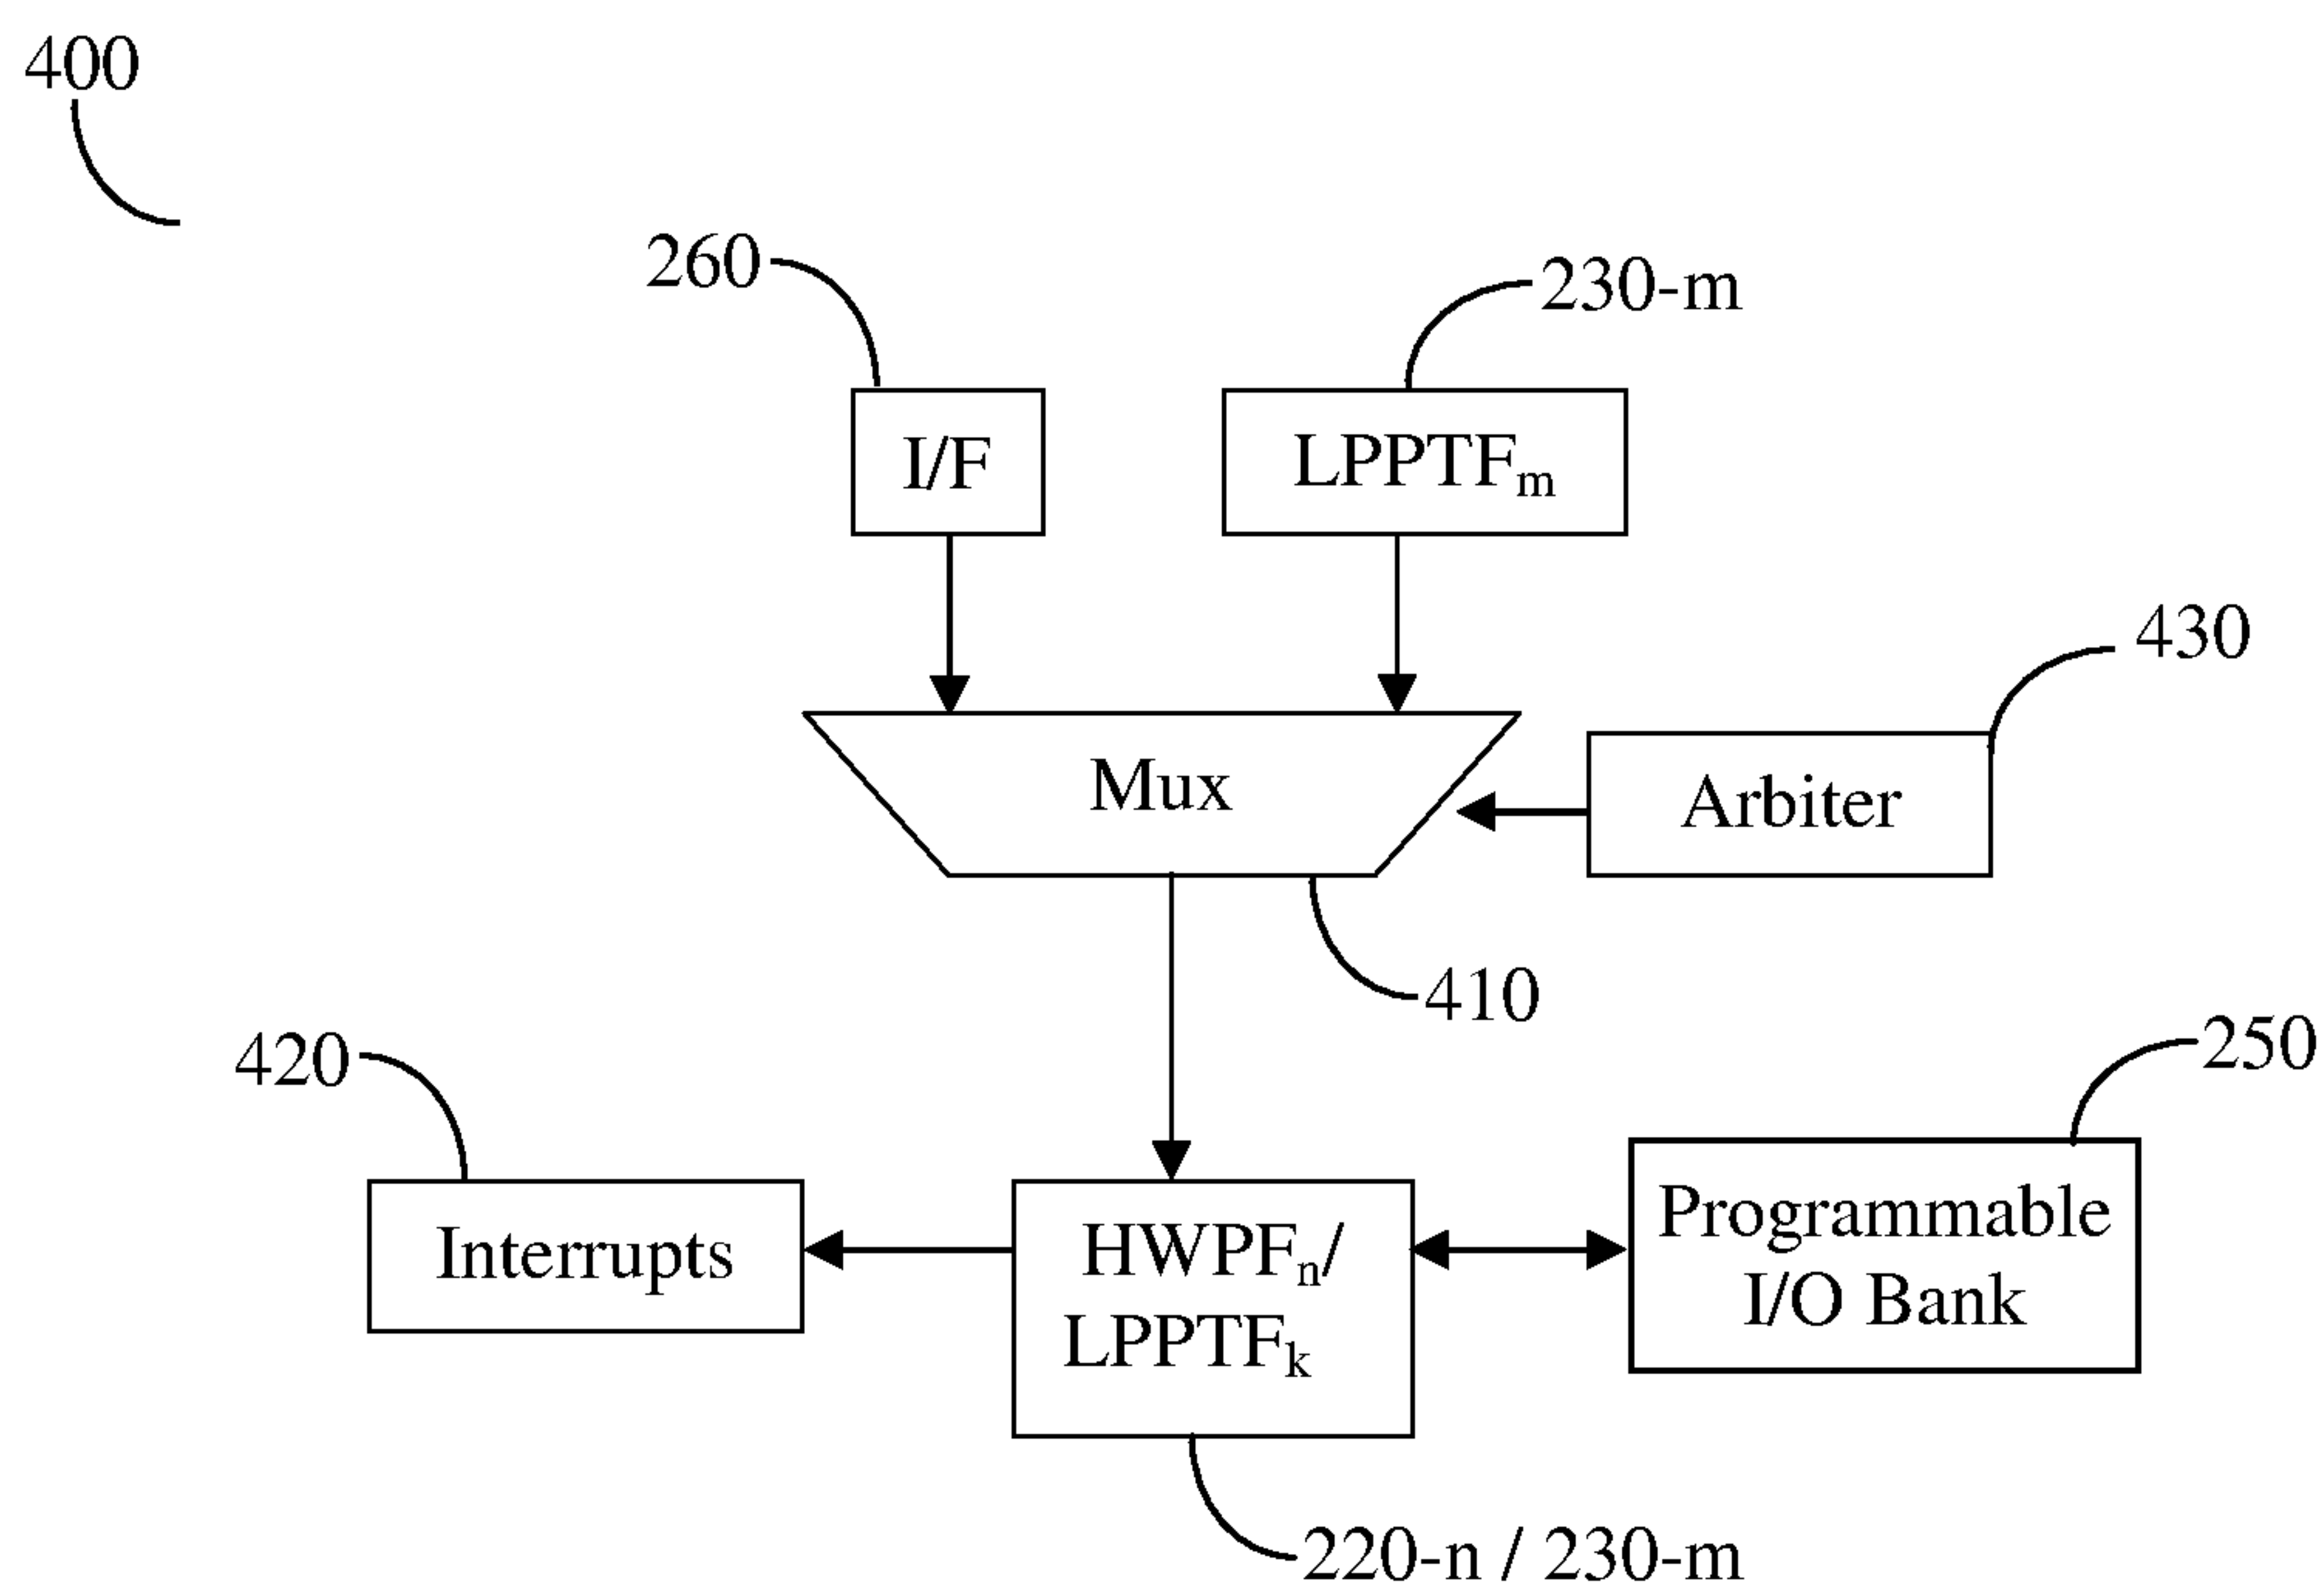 400
260
230-m
I/F
LPPTFm
430
Mux
Arbiter
410
420
250
Interrupts
HWPFn/
LPPTFk
Programmable
I/O Bank
220-n / 230-m